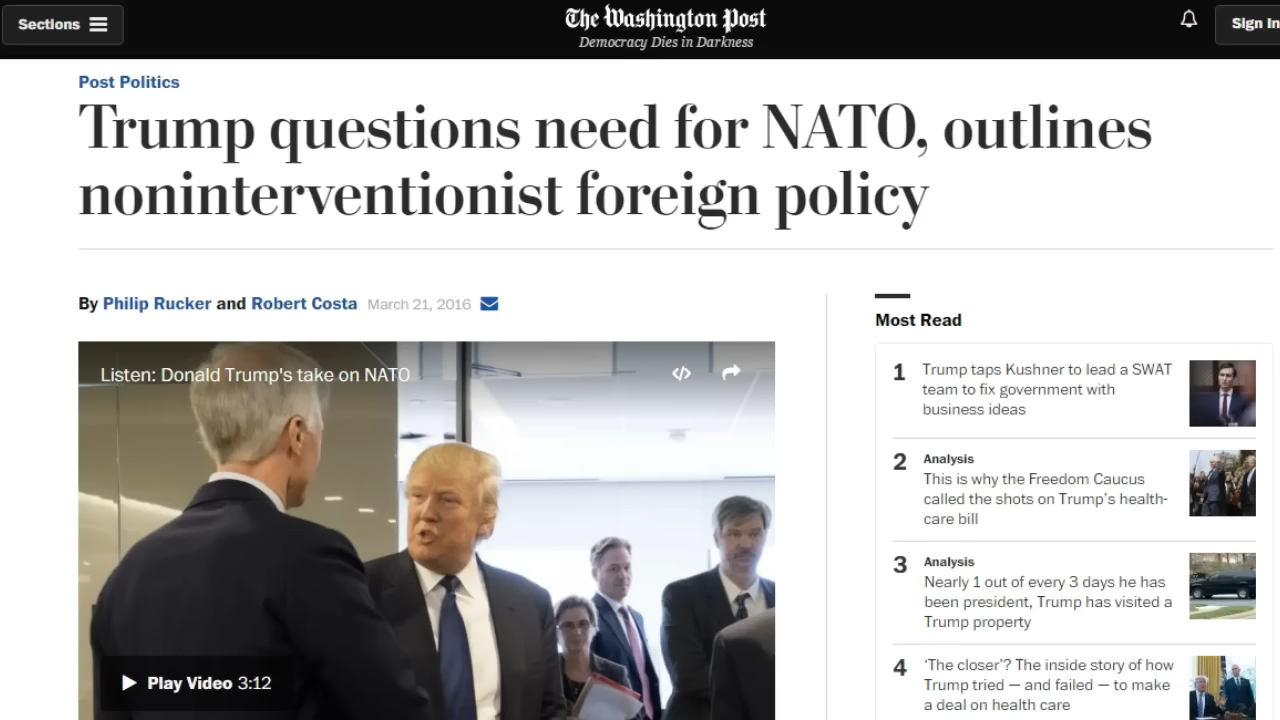 Sections
The Washington Post
Democracy Dies in Darkness
Sign In
Post Politics
Trump questions need for NATO, outlines
noninterventionist foreign policy
By Philip Rucker and Robert Costa March 21, 2016
Listen: Donald Trump's take on NATO
</>
Play Video 3:12
Most Read
1
Trump taps Kushner to lead a SWAT
team to fix government with
business ideas
2
Analysis
This is why the Freedom Caucus
called the shots on Trump's health-
care bill
3
Analysis
Nearly 1 out of every 3 days he has
been president, Trump has visited a
Trump property
4
‘The closer’? The inside story of how
Trump tried — and failed — to make
a deal on health care